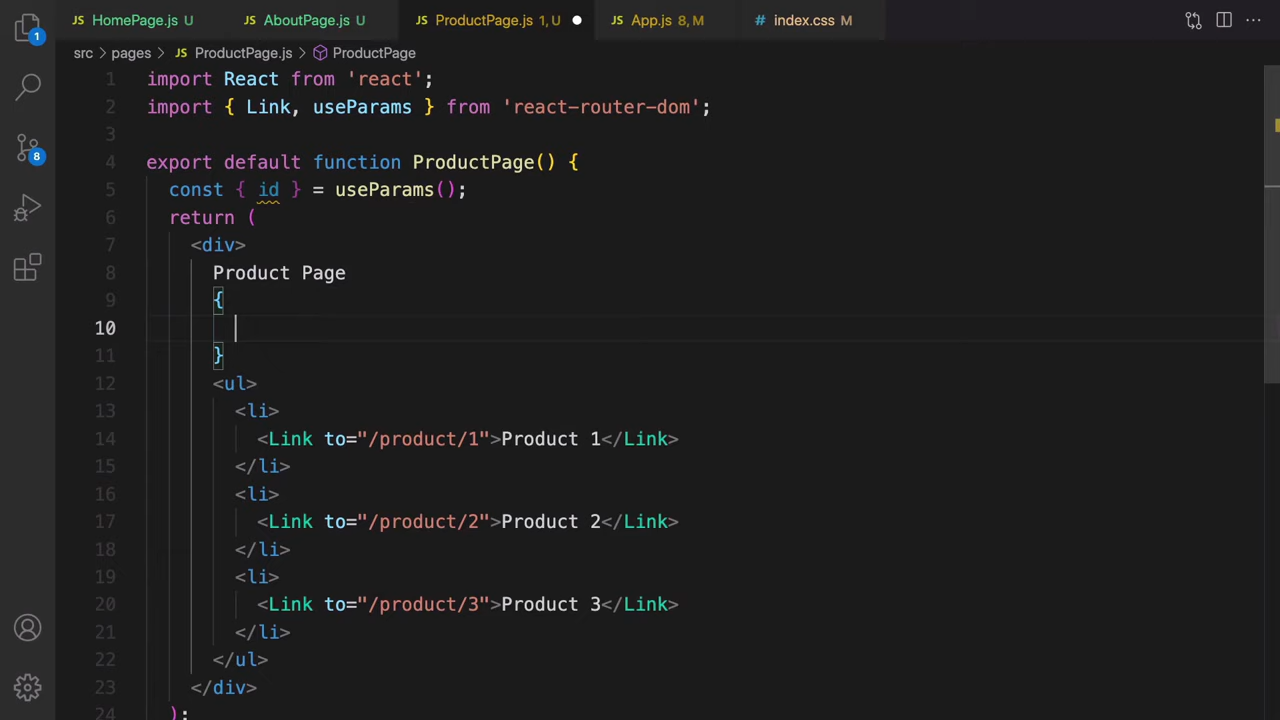 JS HomePage.js U
JS AboutPage.js U
JS ProductPage.js 1, U
JS App.js 8, M
# index.css M
1
8
src > pages > JS ProductPage.js > ProductPage
1 import React from 'react';
2 import { Link, useParams } from 'react-router-dom';
3
4 export default function ProductPage() {
5 const { id } = useParams();
6 return (
7 <div>
8 Product Page
9 {
10
11 }
12 <ul>
13 <li>
14 <Link to="/product/1">Product 1</Link>
15 </li>
16 <li>
17 <Link to="/product/2">Product 2</Link>
18 </li>
19 <li>
20 <Link to="/product/3">Product 3</Link>
21 </li>
22 </ul>
23 </div>
24 );